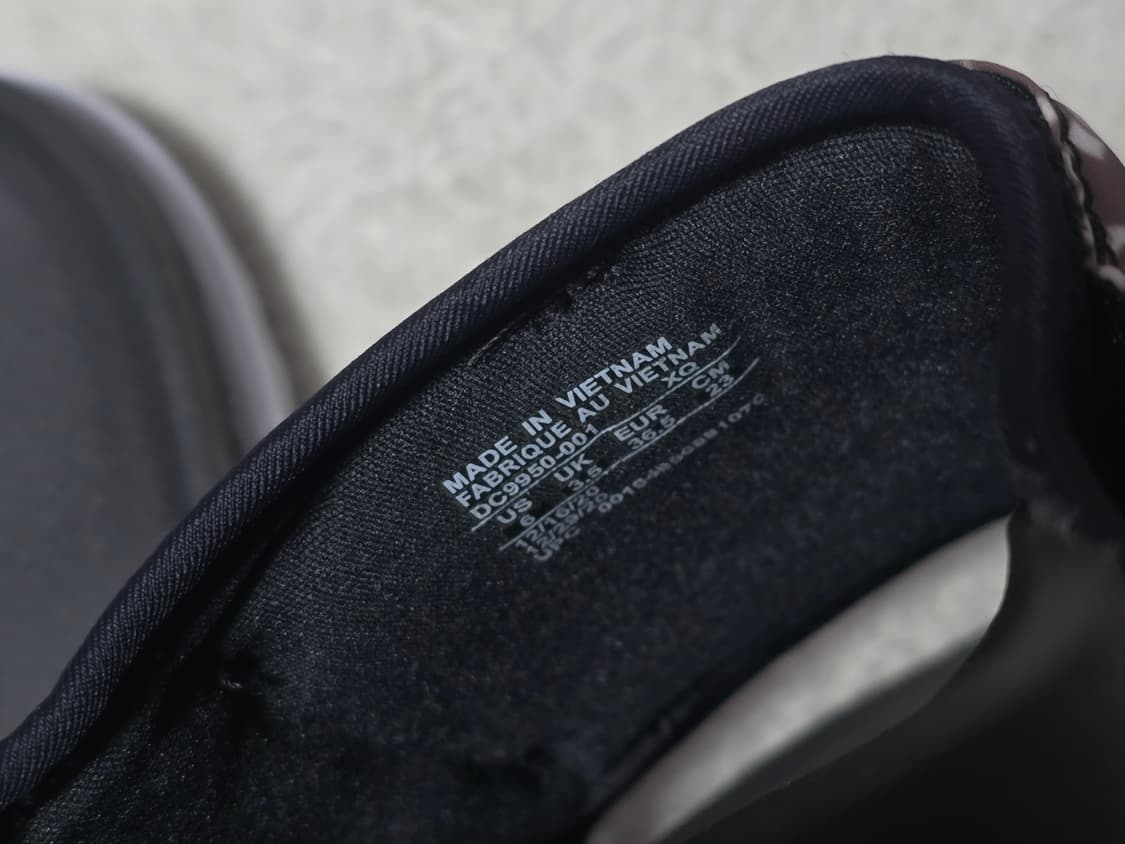 MADE IN VIETNAM
FABRIQUE AU VIETNAM
DC9950-001 XQ
US UK EUR CM
6 3.5 36.5 23